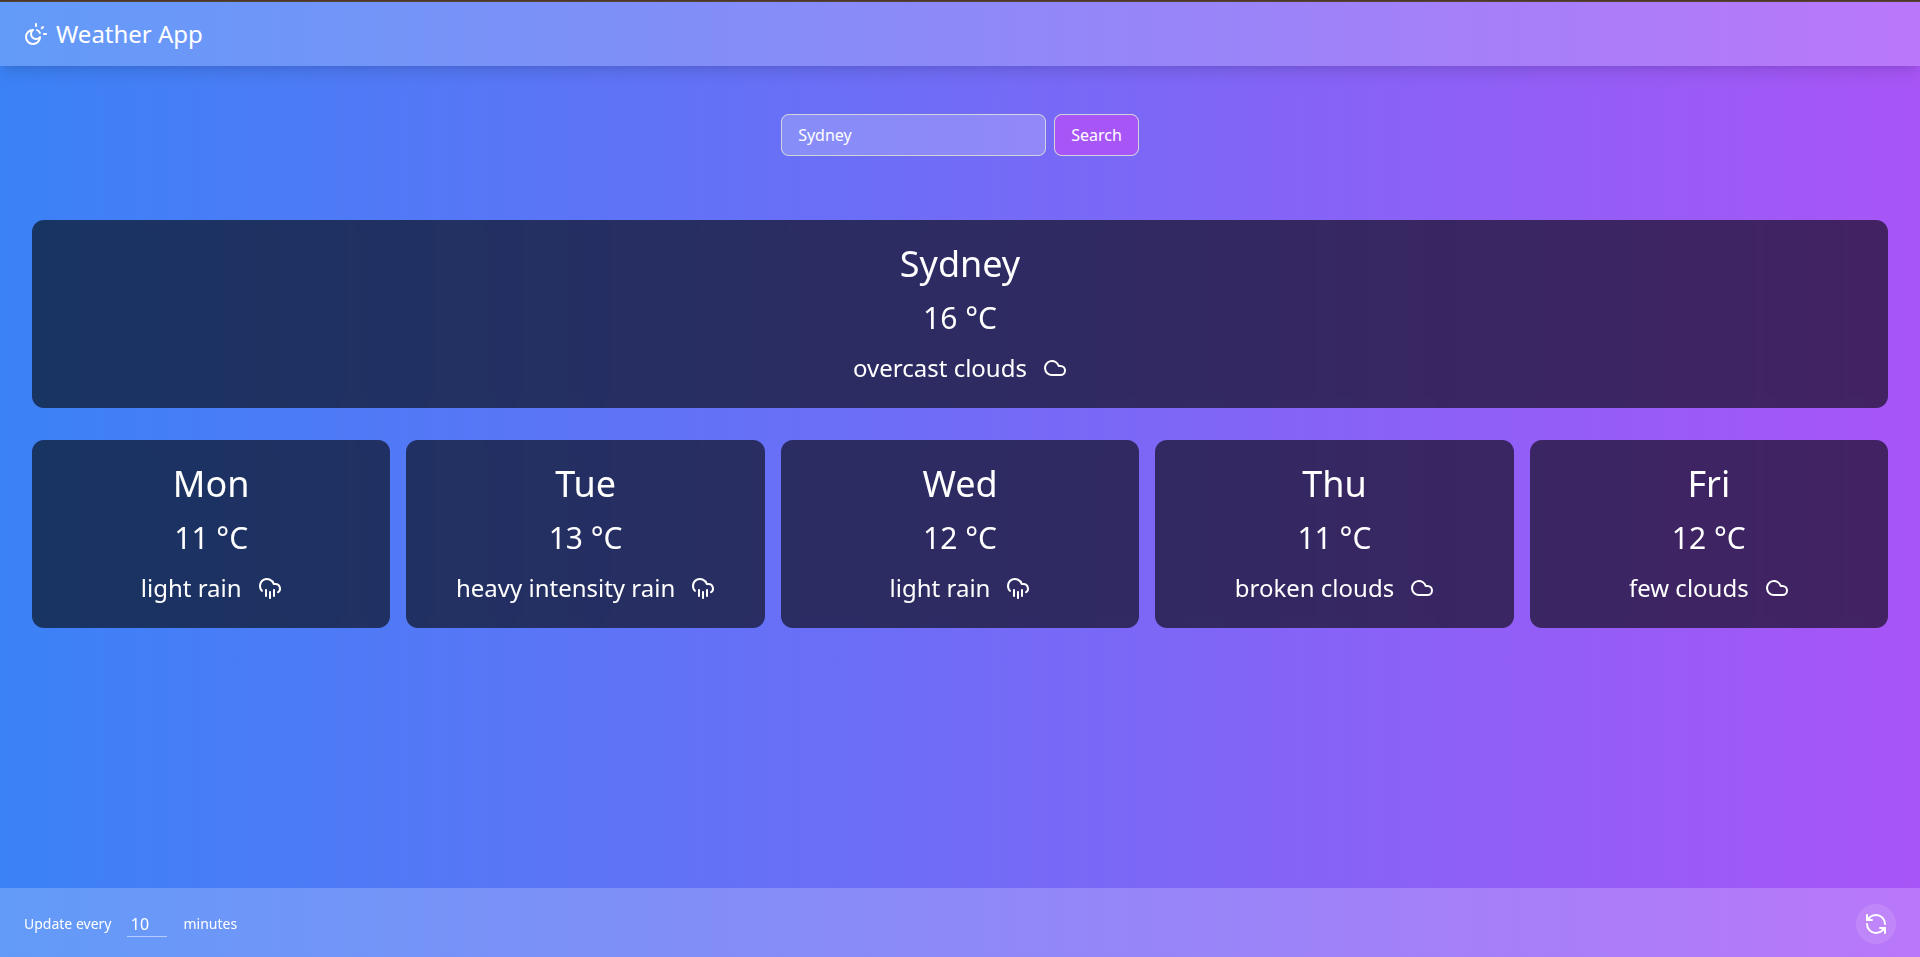 Weather App
Sydney
Search
Sydney
16 °C
overcast clouds
Mon
11 °C
light rain
Tue
13 °C
heavy intensity rain
Wed
12 °C
light rain
Thu
11 °C
broken clouds
Fri
12 °C
few clouds
Update every 10 minutes